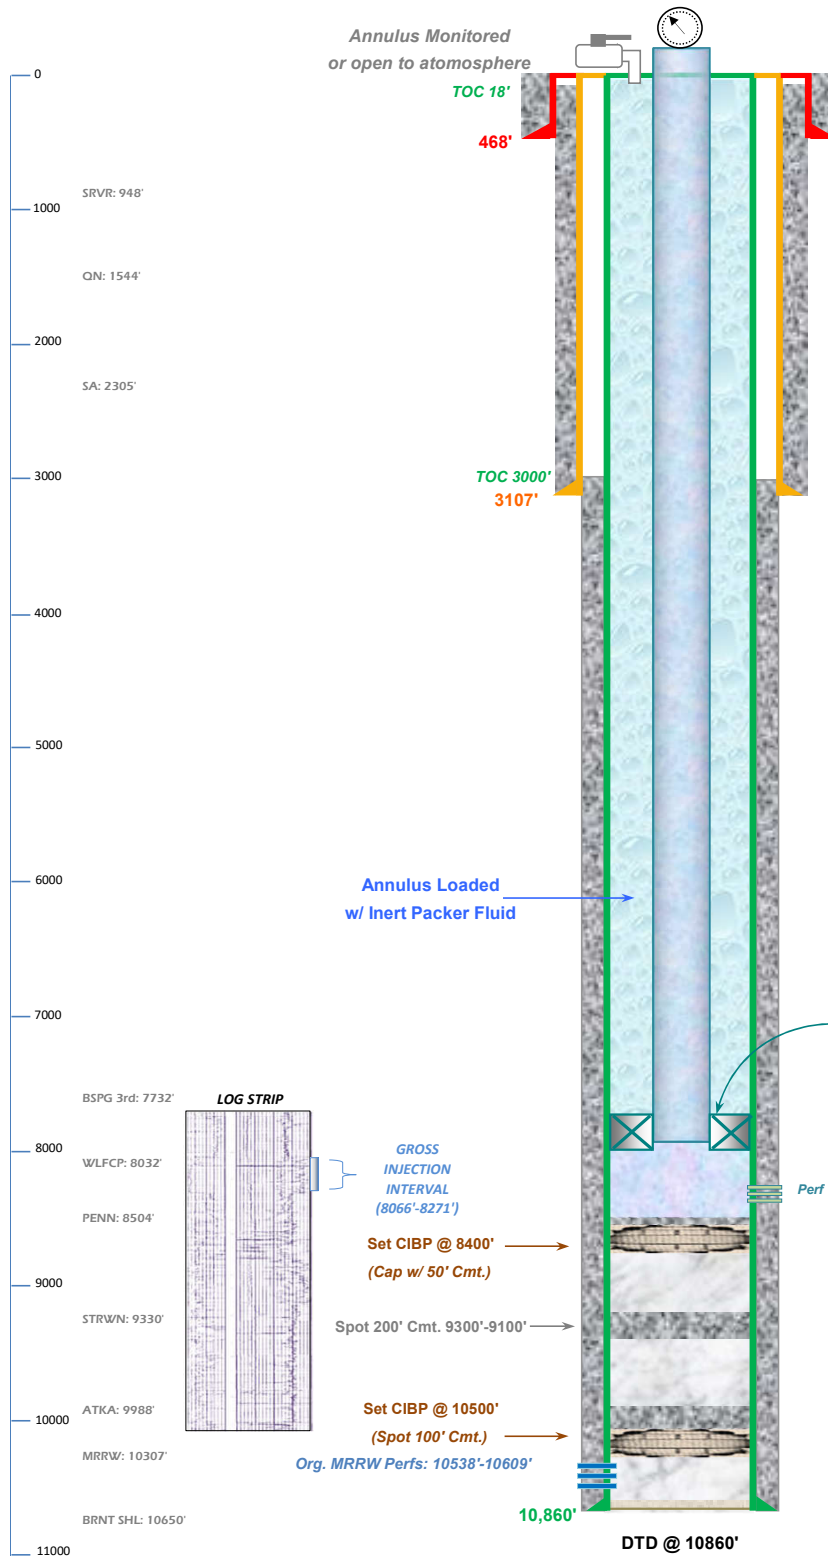 Annulus Monitored
or open to atomosphere
0
TOC 18'
468'
SRVR: 948'
1000
QN: 1544'
2000
SA: 2305'
TOC 3000'
3000
3107'
4000
5000
6000
Annulus Loaded
w/ Inert Packer Fluid
7000
BSPG 3rd: 7732'
LOG STRIP
8000
WLFCP: 8032'
GROSS
INJECTION
INTERVAL
(8066'-8271')
Perf
PENN: 8504'
Set CIBP @ 8400'
(Cap w/ 50' Cmt.)
9000
STRWN: 9330'
Spot 200' Cmt. 9300'-9100'
ATKA: 9988'
10000
Set CIBP @ 10500'
(Spot 100' Cmt.)
MRRW: 10307'
Org. MRRW Perfs: 10538'-10609'
BRNT SHL: 10650'
10,860'
DTD @ 10860'
11000